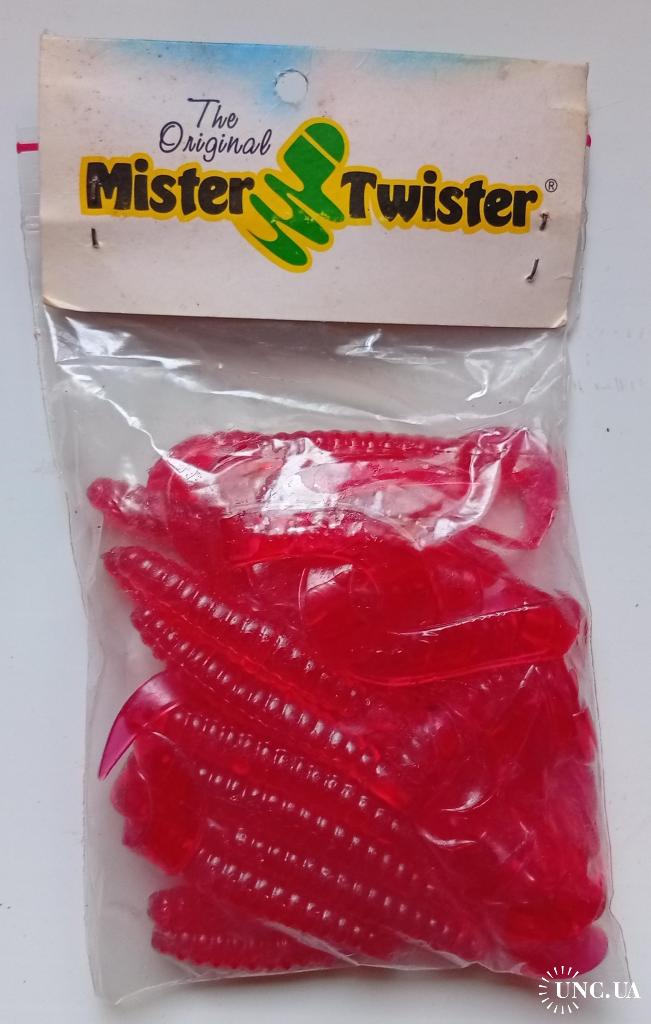 The
Original
Mister Twister®
UNC.UA